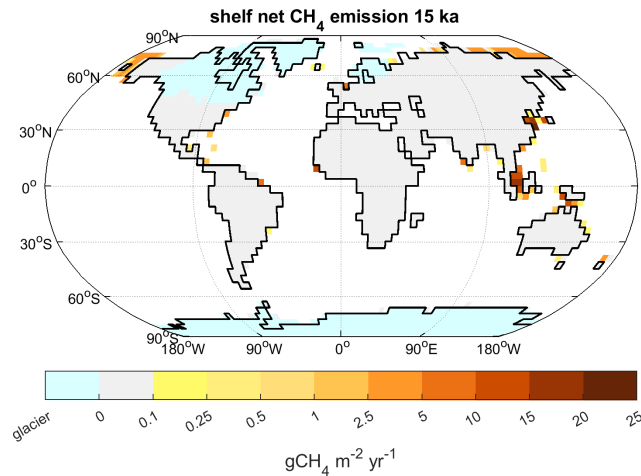 shelf net CH4 emission 15 ka
90°N
60°N
30°N
0°
30°S
60°S
90°S
180°W 90°W 0° 90°E 180°W
glacier 0 0.1 0.25 0.5 1 2.5 5 10 15 20 25
gCH4 m-2 yr-1